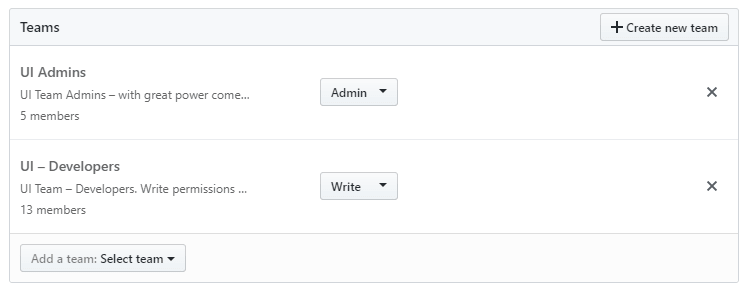 Teams
Create new team
UI Admins
UI Team Admins – with great power come...
5 members
Admin
UI – Developers
UI Team – Developers. Write permissions ...
13 members
Write
Add a team: Select team